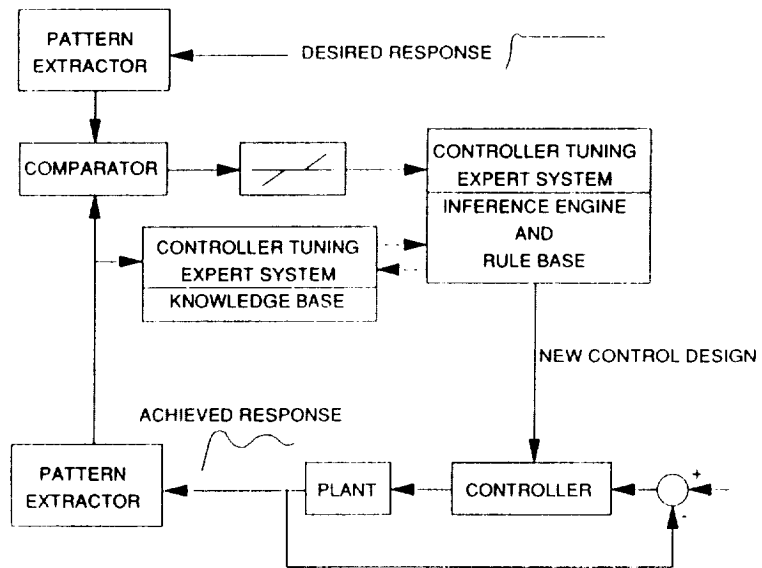 PATTERN
EXTRACTOR
DESIRED RESPONSE
COMPARATOR
CONTROLLER TUNING
EXPERT SYSTEM
INFERENCE ENGINE
AND
RULE BASE
CONTROLLER TUNING
EXPERT SYSTEM
KNOWLEDGE BASE
NEW CONTROL DESIGN
ACHIEVED RESPONSE
PATTERN
EXTRACTOR
PLANT
CONTROLLER
+
-